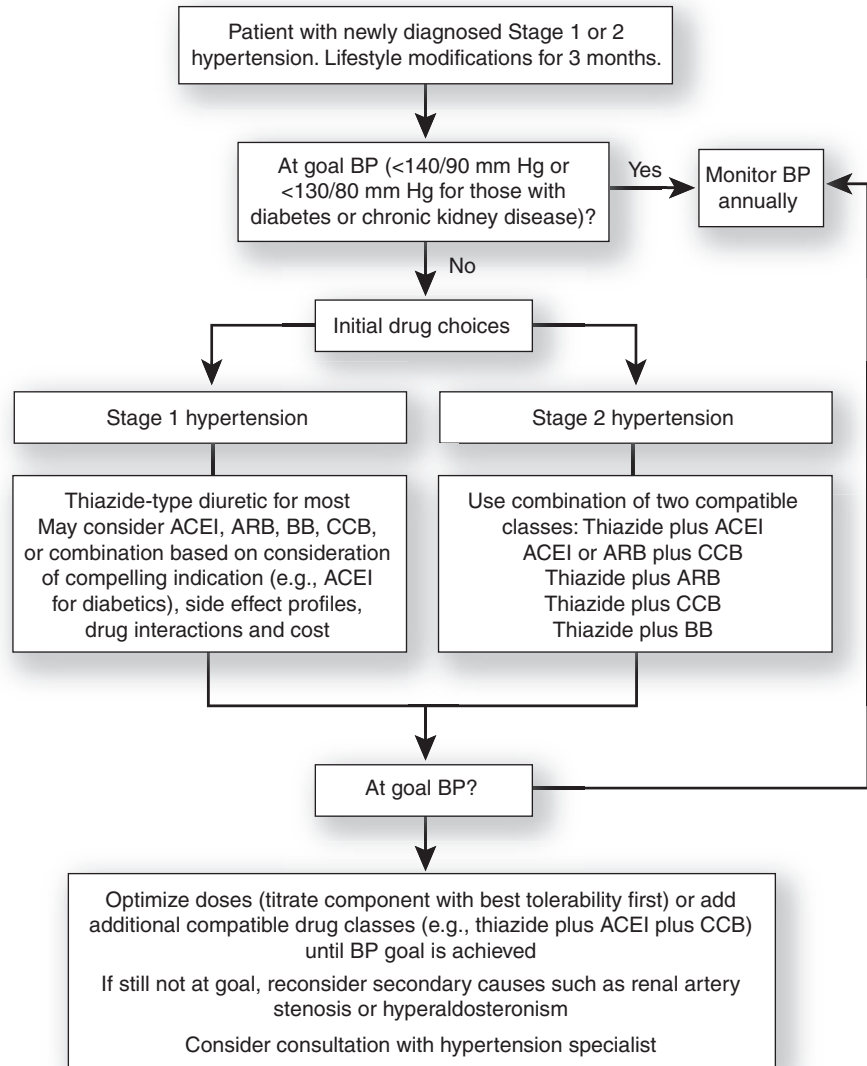 Patient with newly diagnosed Stage 1 or 2
hypertension. Lifestyle modifications for 3 months.
At goal BP (<140/90 mm Hg or
<130/80 mm Hg for those with
diabetes or chronic kidney disease)?
Yes
Monitor BP
annually
No
Initial drug choices
Stage 1 hypertension
Stage 2 hypertension
Thiazide-type diuretic for most
May consider ACEI, ARB, BB, CCB,
or combination based on consideration
of compelling indication (e.g., ACEI
for diabetics), side effect profiles,
drug interactions and cost
Use combination of two compatible
classes: Thiazide plus ACEI
ACEI or ARB plus CCB
Thiazide plus ARB
Thiazide plus CCB
Thiazide plus BB
At goal BP?
Optimize doses (titrate component with best tolerability first) or add
additional compatible drug classes (e.g., thiazide plus ACEI plus CCB)
until BP goal is achieved
If still not at goal, reconsider secondary causes such as renal artery
stenosis or hyperaldosteronism
Consider consultation with hypertension specialist